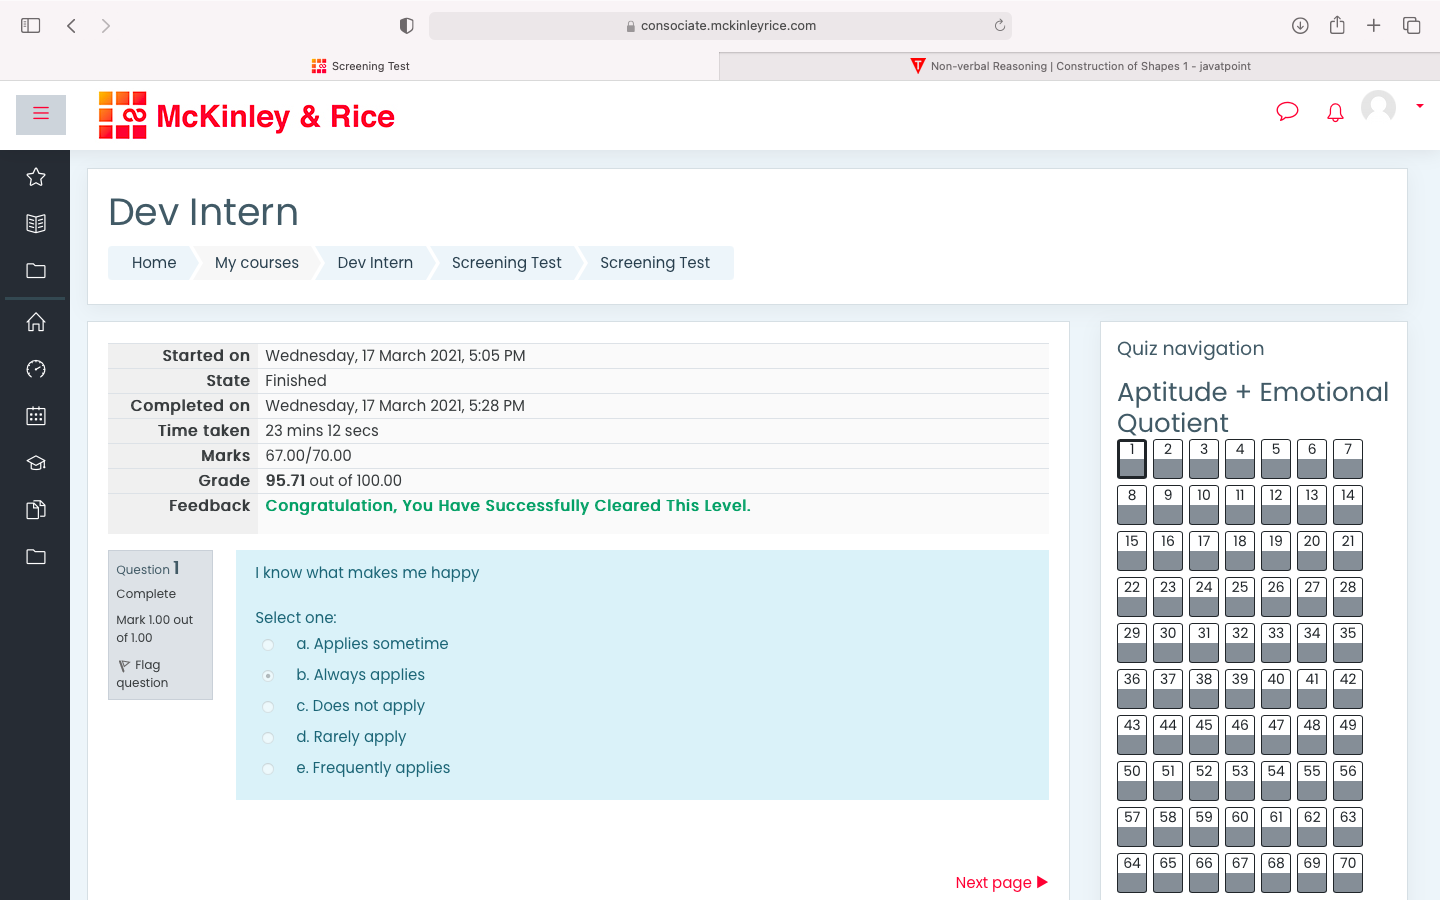 consociate.mckinleyrice.com
Screening Test
Non-verbal Reasoning | Construction of Shapes 1 - javatpoint
McKinley & Rice
Dev Intern
Home My courses Dev Intern Screening Test Screening Test
Started on Wednesday, 17 March 2021, 5:05 PM
State Finished
Completed on Wednesday, 17 March 2021, 5:28 PM
Time taken 23 mins 12 secs
Marks 67.00/70.00
Grade 95.71 out of 100.00
Feedback Congratulation, You Have Successfully Cleared This Level.
Question 1
Complete
Mark 1.00 out
of 1.00
Flag
question
I know what makes me happy
Select one:
a. Applies sometime
b. Always applies
c. Does not apply
d. Rarely apply
e. Frequently applies
Next page
Quiz navigation
Aptitude + Emotional
Quotient
1 2 3 4 5 6 7
8 9 10 11 12 13 14
15 16 17 18 19 20 21
22 23 24 25 26 27 28
29 30 31 32 33 34 35
36 37 38 39 40 41 42
43 44 45 46 47 48 49
50 51 52 53 54 55 56
57 58 59 60 61 62 63
64 65 66 67 68 69 70